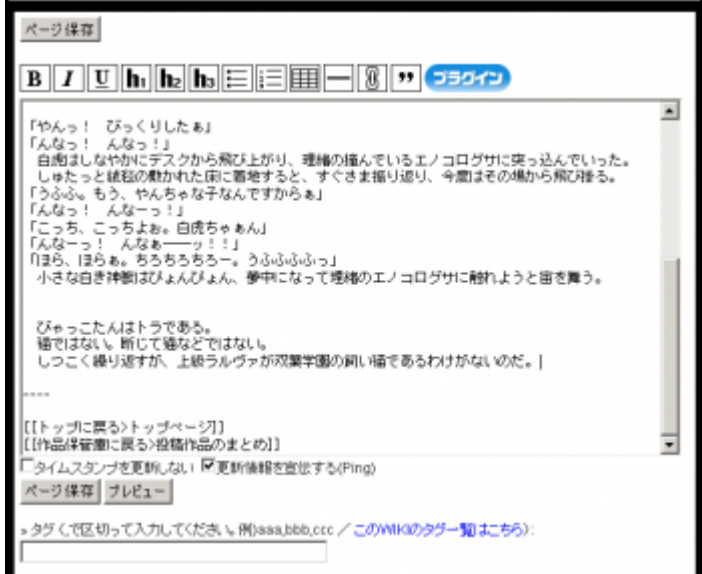 ページ保存
B I U h1 h2 h3 ” プラグイン
「やんっ！　びっくりしたぁ」
「んなっ！　んなっ！」
　白虎はしなやかにデスクから飛び上がり、理緒の摘んでいるエノコログサに突っ込んでいった。
　しゅたっと絨毯の敷かれた床に着地すると、すぐさま振り返り、今度はその場から飛び掛る。
「うふふ。もう、やんちゃな子なんですからぁ」
「んなっ！　んなーっ！」
「こっち、こっちよぉ。白虎ちゃぁん」
「んなーっ！　んなぁ――ッ！！」
「ほら、ほらぁ。ちろちろちろー。うふふふふっ」
　小さな白き神獣はぴょんぴょん、夢中になって理緒のエノコログサに触れようと宙を舞う。
　びゃっこたんはトラである。
　猫ではない。断じて猫などではない。
　しつこく繰り返すが、上級ラルヴァが双葉学園の飼い猫であるわけがないのだ。
----
[[トップに戻る>トップページ]]
[[作品保管庫に戻る>投稿作品のまとめ]]
タイムスタンプを更新しない 更新情報を宣伝する(Ping)
ページ保存 プレビュー
» タグ（,で区切って入力してください。例)aaa,bbb,ccc ／ このWIKIのタグ一覧はこちら）: